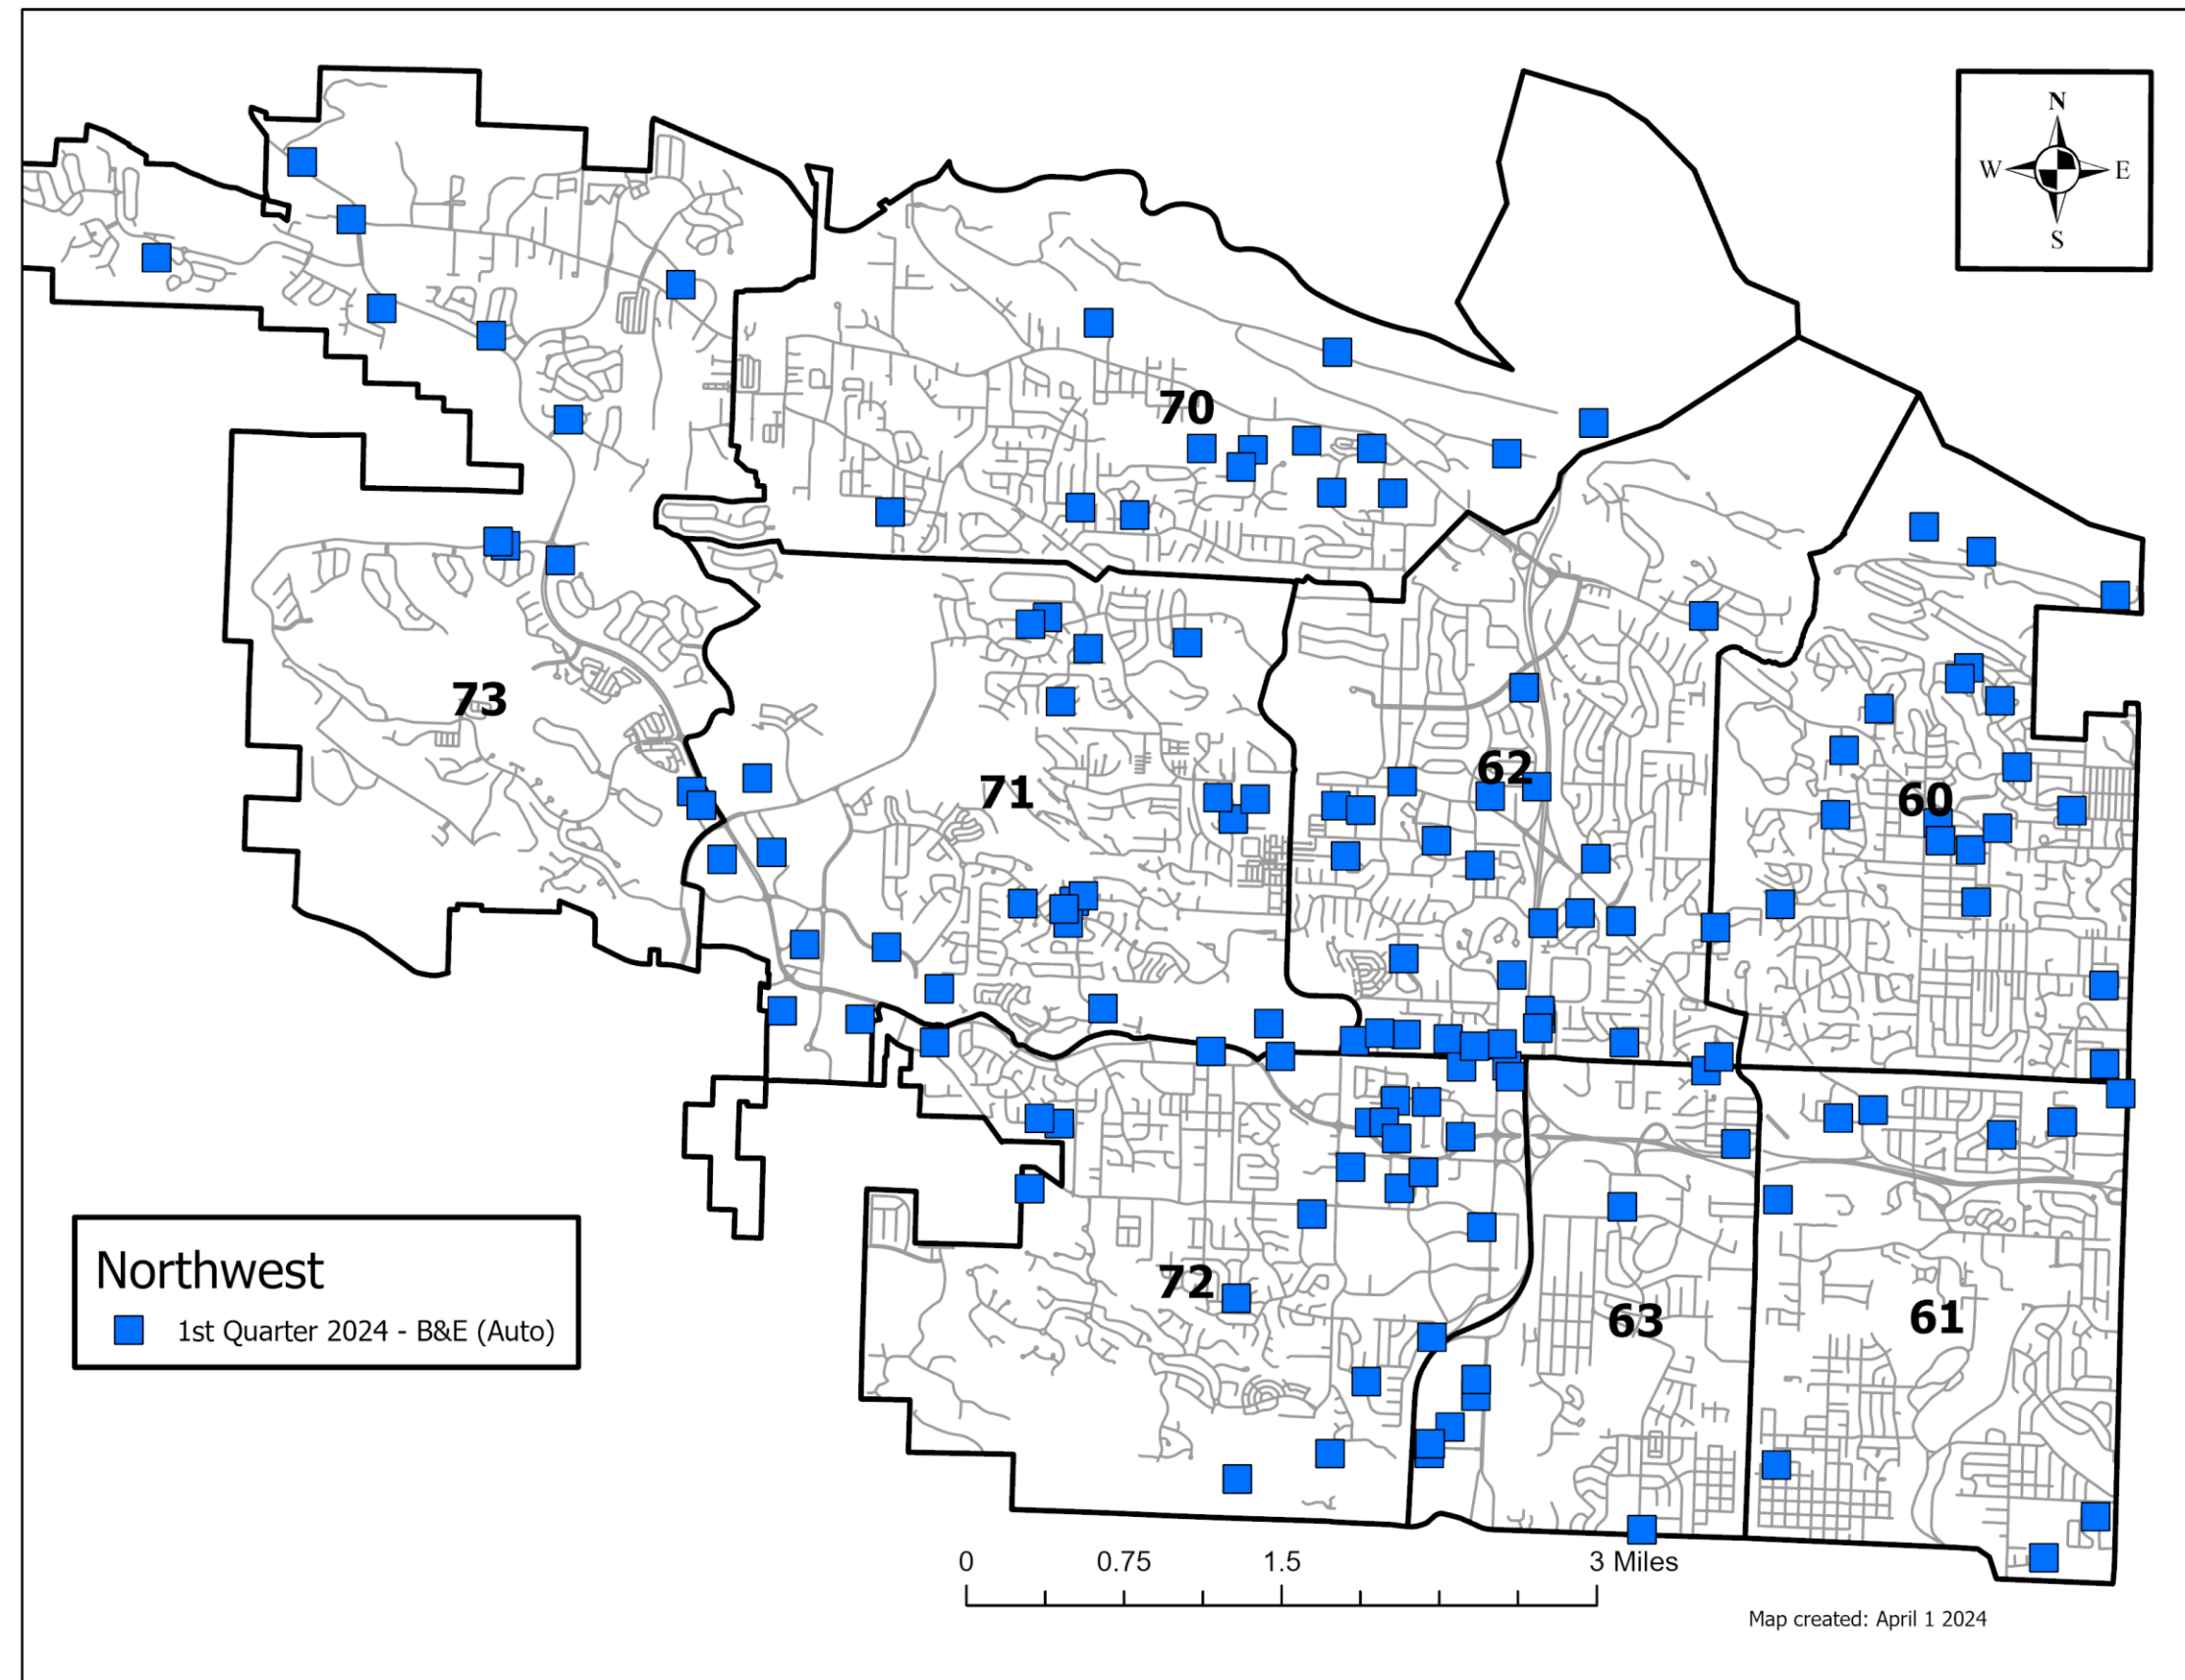 N
W E
S
70
73
71
62
60
72
63
61
Northwest
1st Quarter 2024 - B&E (Auto)
0 0.75 1.5 3 Miles
Map created: April 1 2024